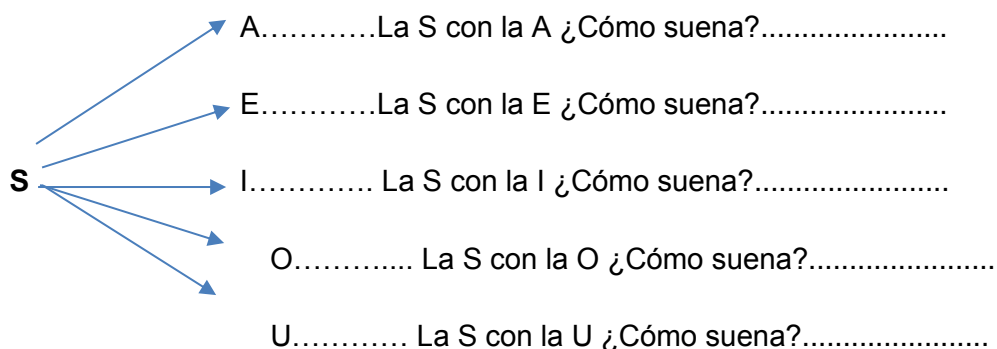 A…………La S con la A ¿Cómo suena?.......................
E…………La S con la E ¿Cómo suena?.......................
S I…………. La S con la I ¿Cómo suena?........................
O………..... La S con la O ¿Cómo suena?.......................
U………… La S con la U ¿Cómo suena?.......................